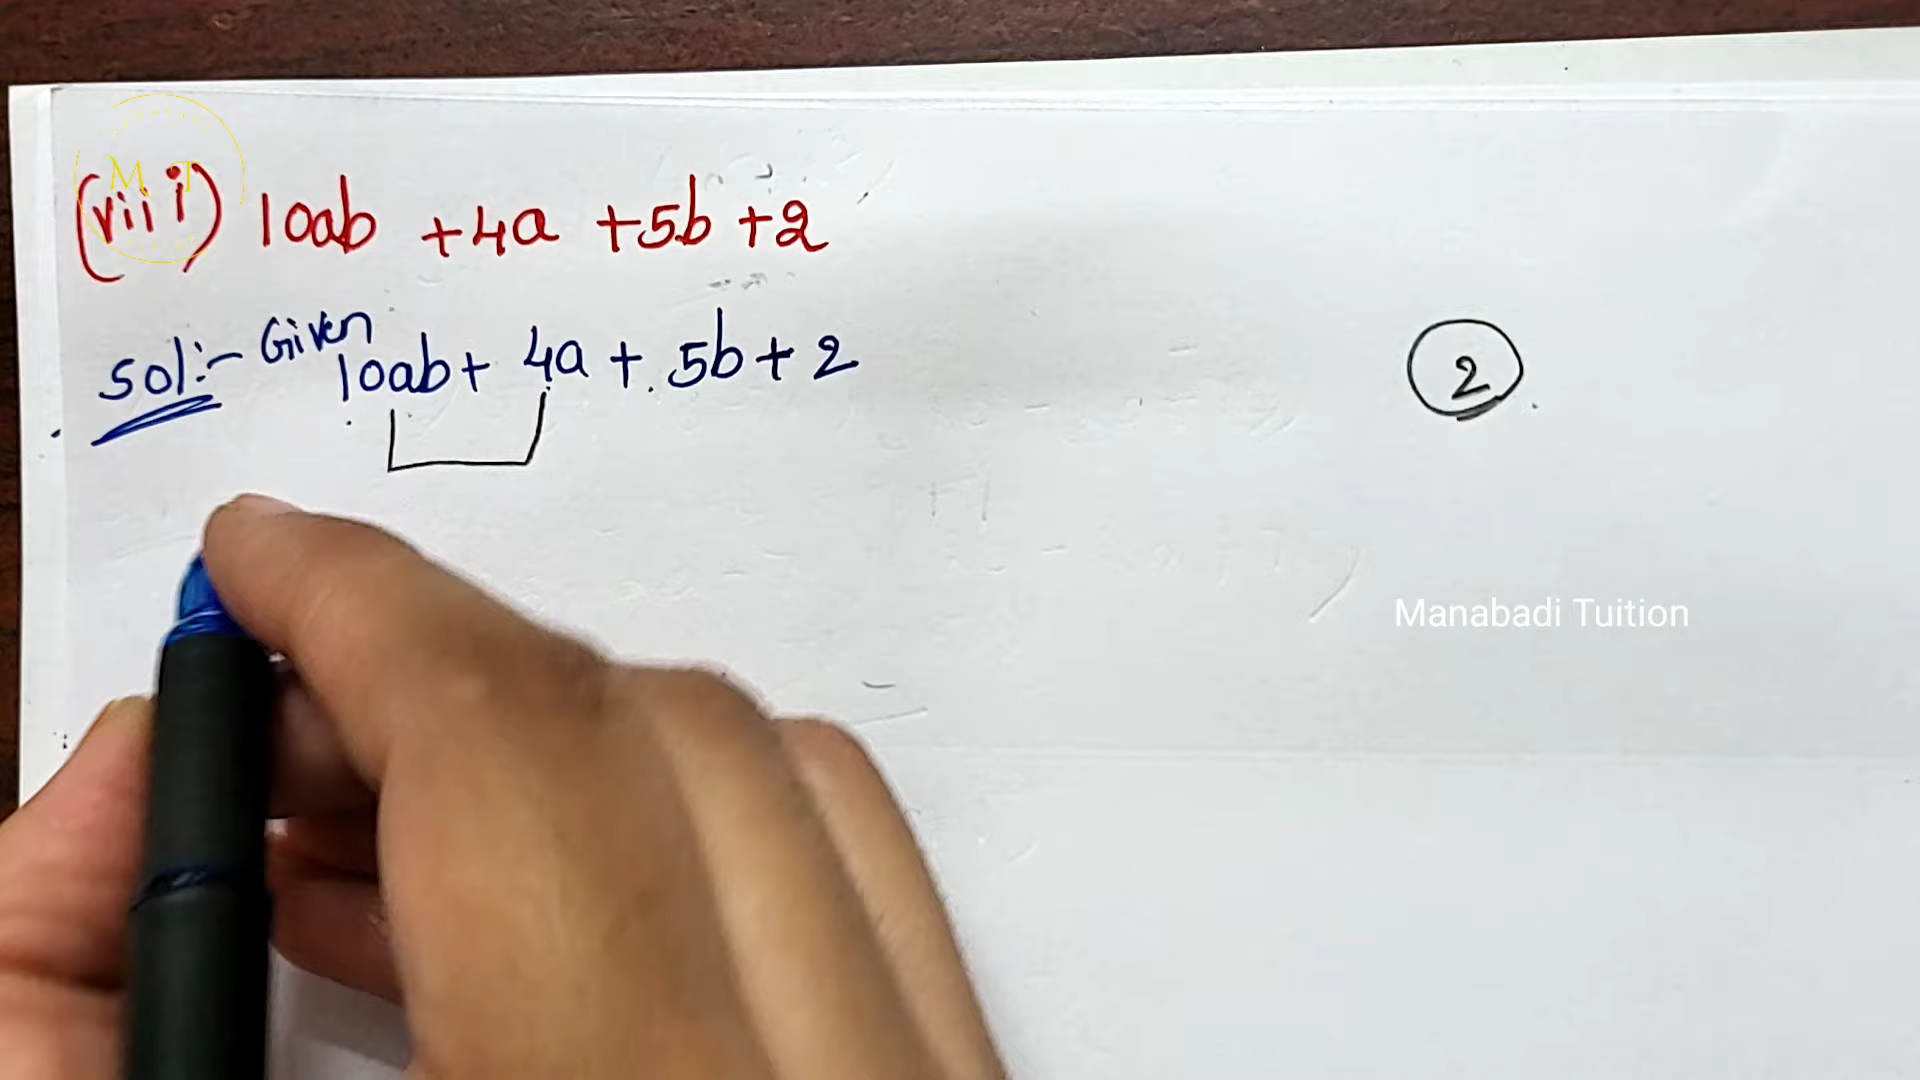 M T
(viii) 10ab + 4a + 5b + 2
Sol:- Given
10ab + 4a + 5b + 2
2
Manabadi Tuition